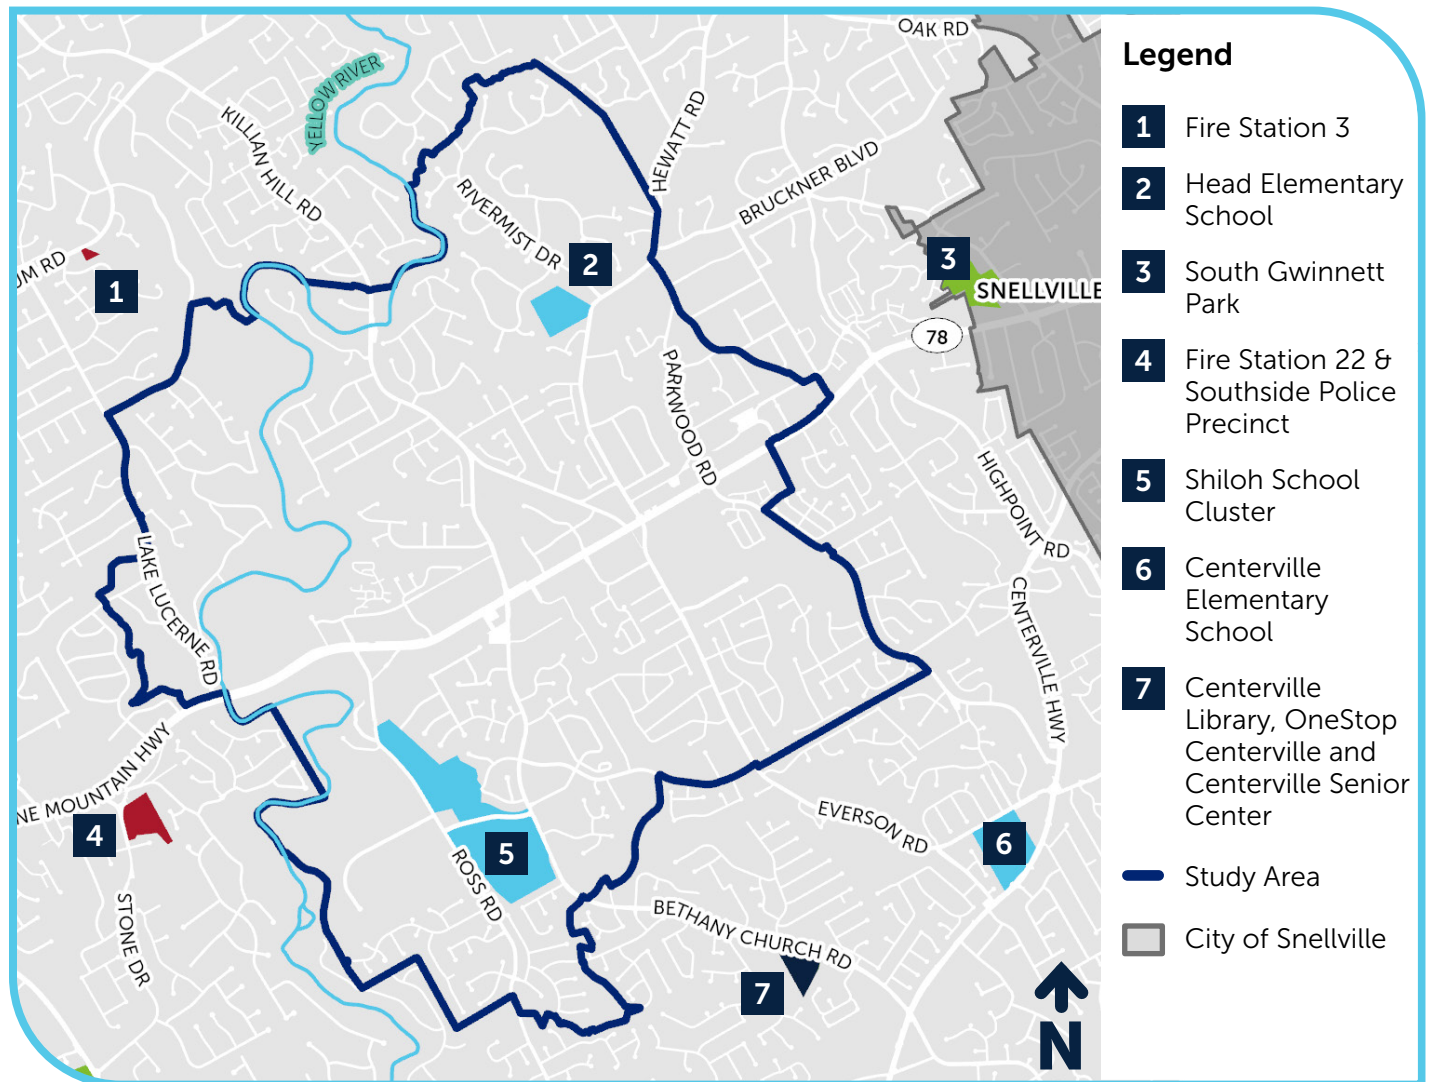 OAK RD
YELLOW RIVER
KILLIAN HILL RD
HEWATT RD
BRUCKNER BLVD
RIVERMIST DR
UM RD
1
2
3
SNELLVILLE
78
PARKWOOD RD
HIGHPOINT RD
LAKE LUCERNE RD
CENTERVILLE HWY
NE MOUNTAIN HWY
4
EVERSON RD
5
6
ROSS RD
STONE DR
BETHANY CHURCH RD
7
N
Legend
1 Fire Station 3
2 Head Elementary
School
3 South Gwinnett
Park
4 Fire Station 22 &
Southside Police
Precinct
5 Shiloh School
Cluster
6 Centerville
Elementary
School
7 Centerville
Library, OneStop
Centerville and
Centerville Senior
Center
Study Area
City of Snellville